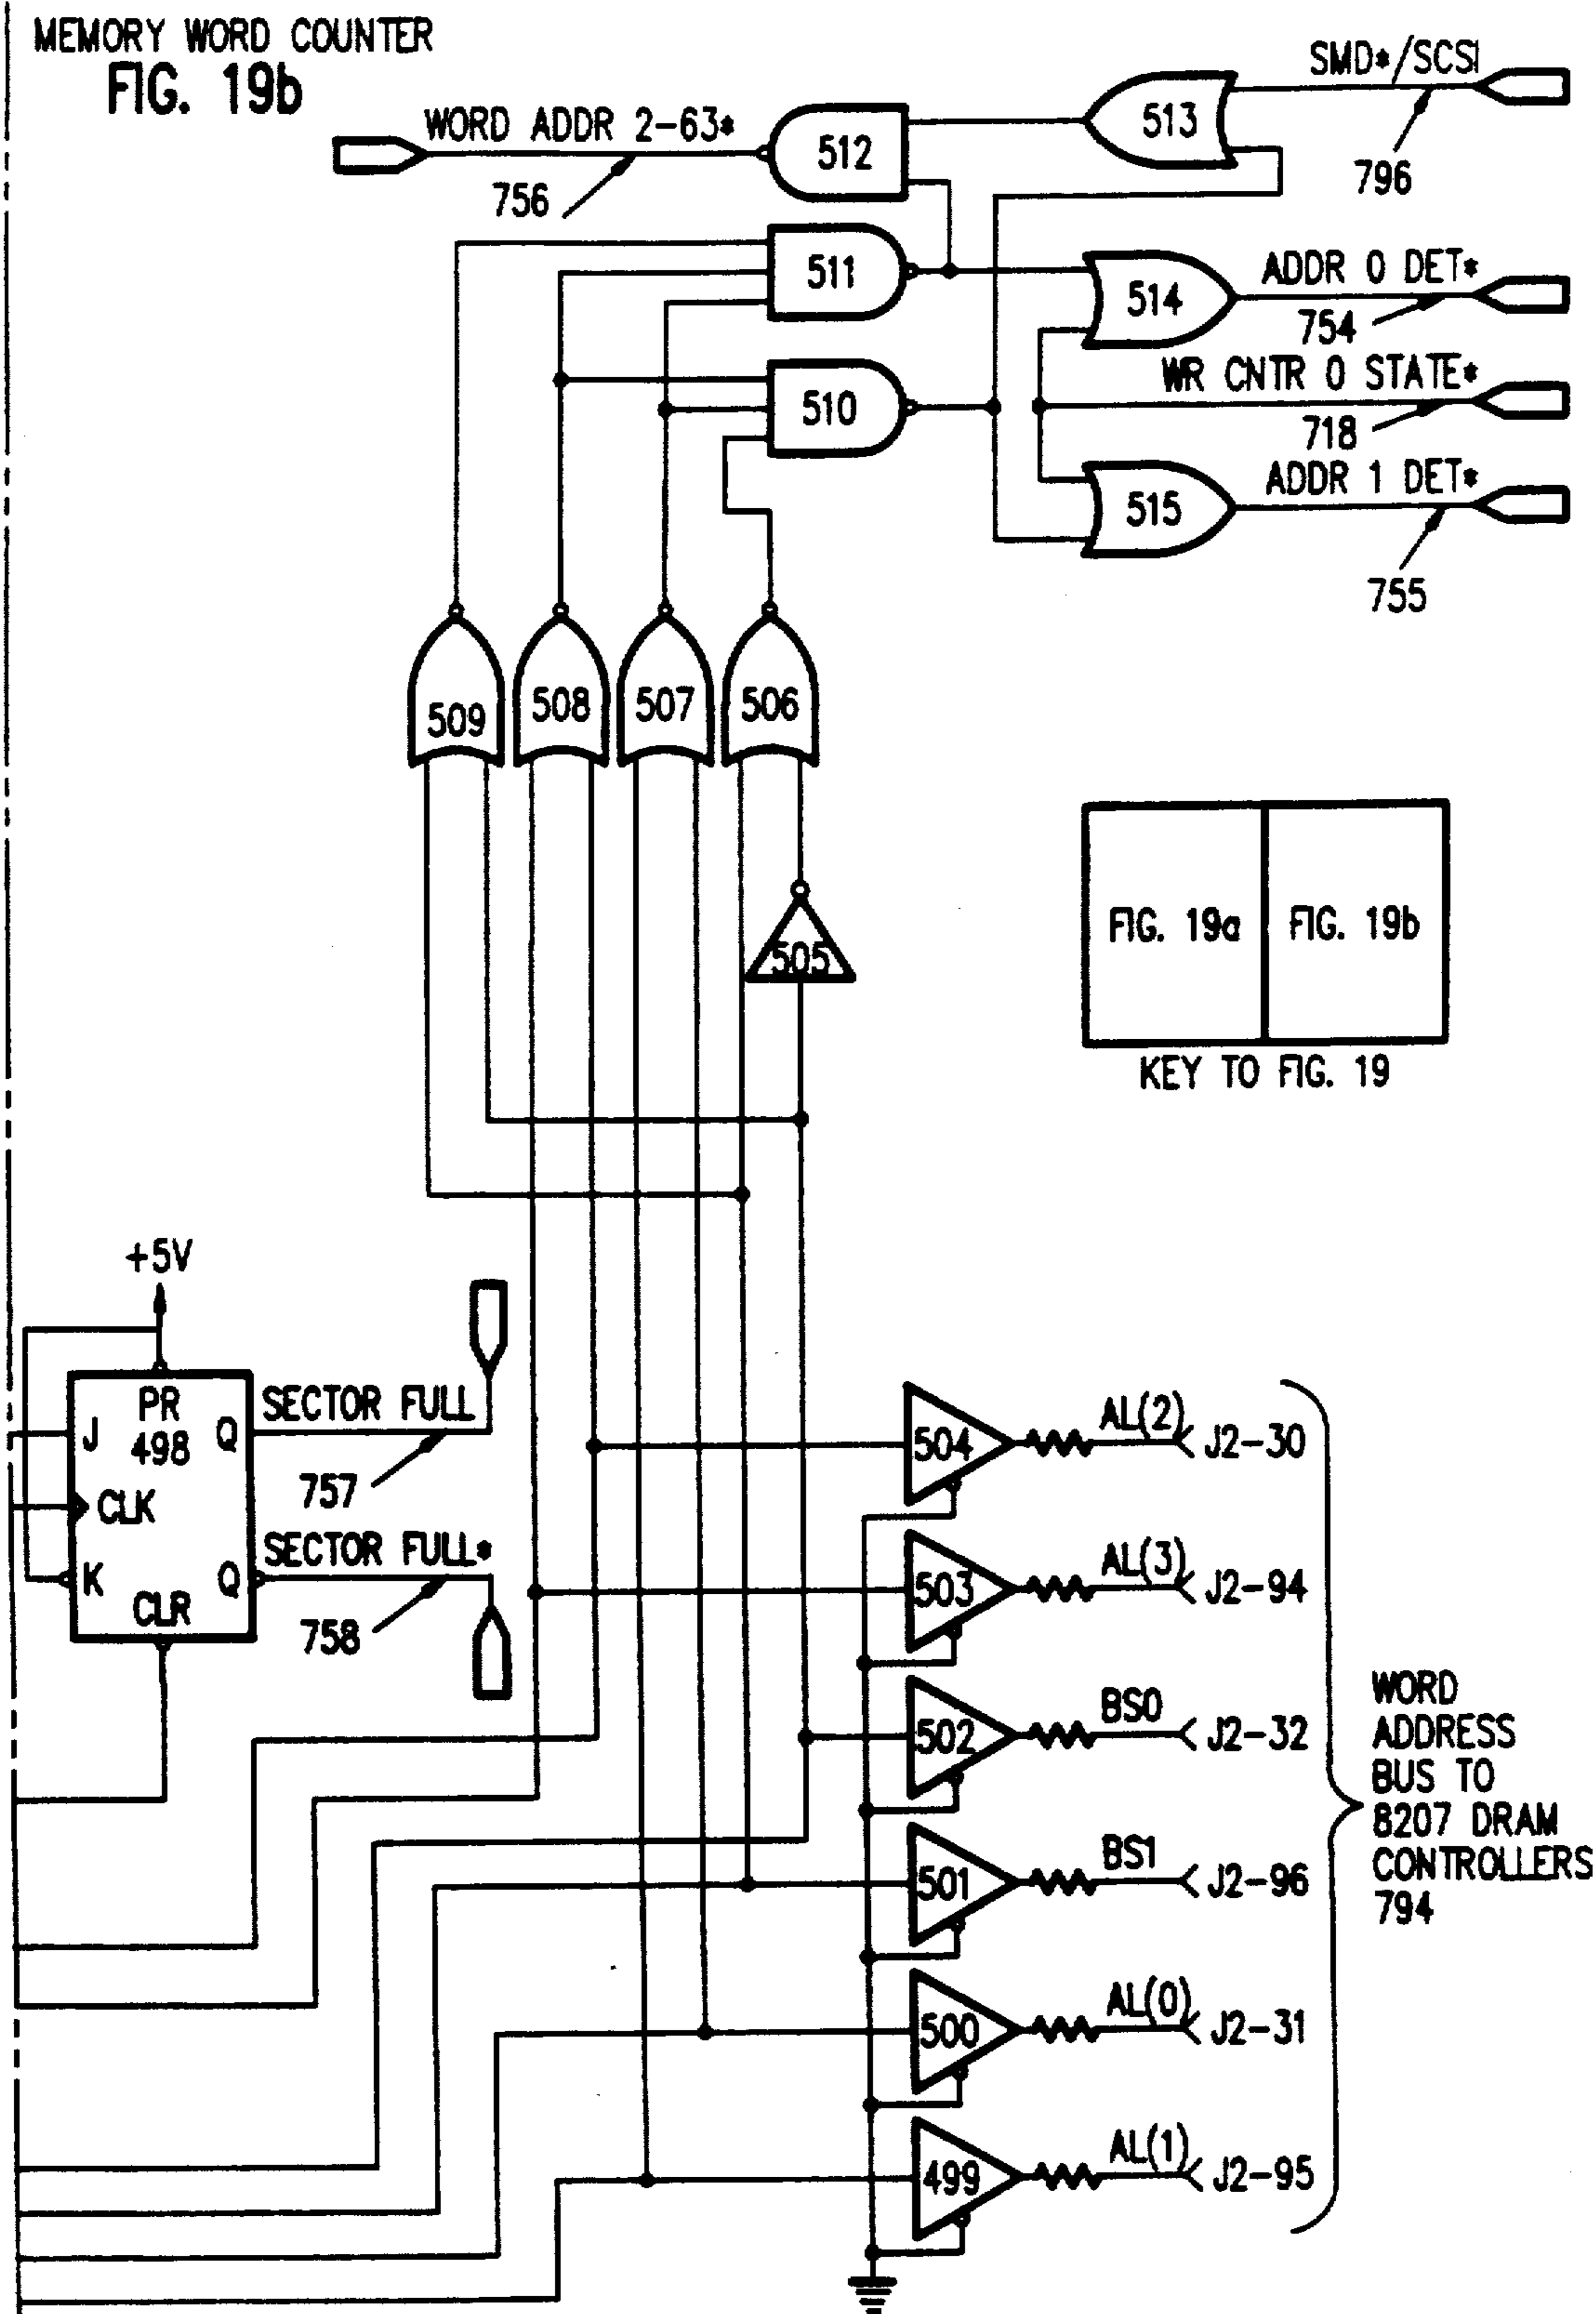 MEMORY WORD COUNTER
FIG. 19b
SMD*/SCSI
WORD ADDR 2-63*
513
512
796
756
511
ADDR 0 DET*
514
754
WR CNTR 0 STATE*
510
718
ADDR 1 DET*
515
755
509
508
507
506
505
FIG. 19a
FIG. 19b
KEY TO FIG. 19
+5V
PR
498
J
Q
CLK
K
Q
CLR
SECTOR FULL
757
SECTOR FULL*
758
504
AL(2)
J2-30
503
AL(3)
J2-94
502
BS0
J2-32
501
BS1
J2-96
500
AL(0)
J2-31
499
AL(1)
J2-95
WORD
ADDRESS
BUS TO
8207 DRAM
CONTROLLERS
794